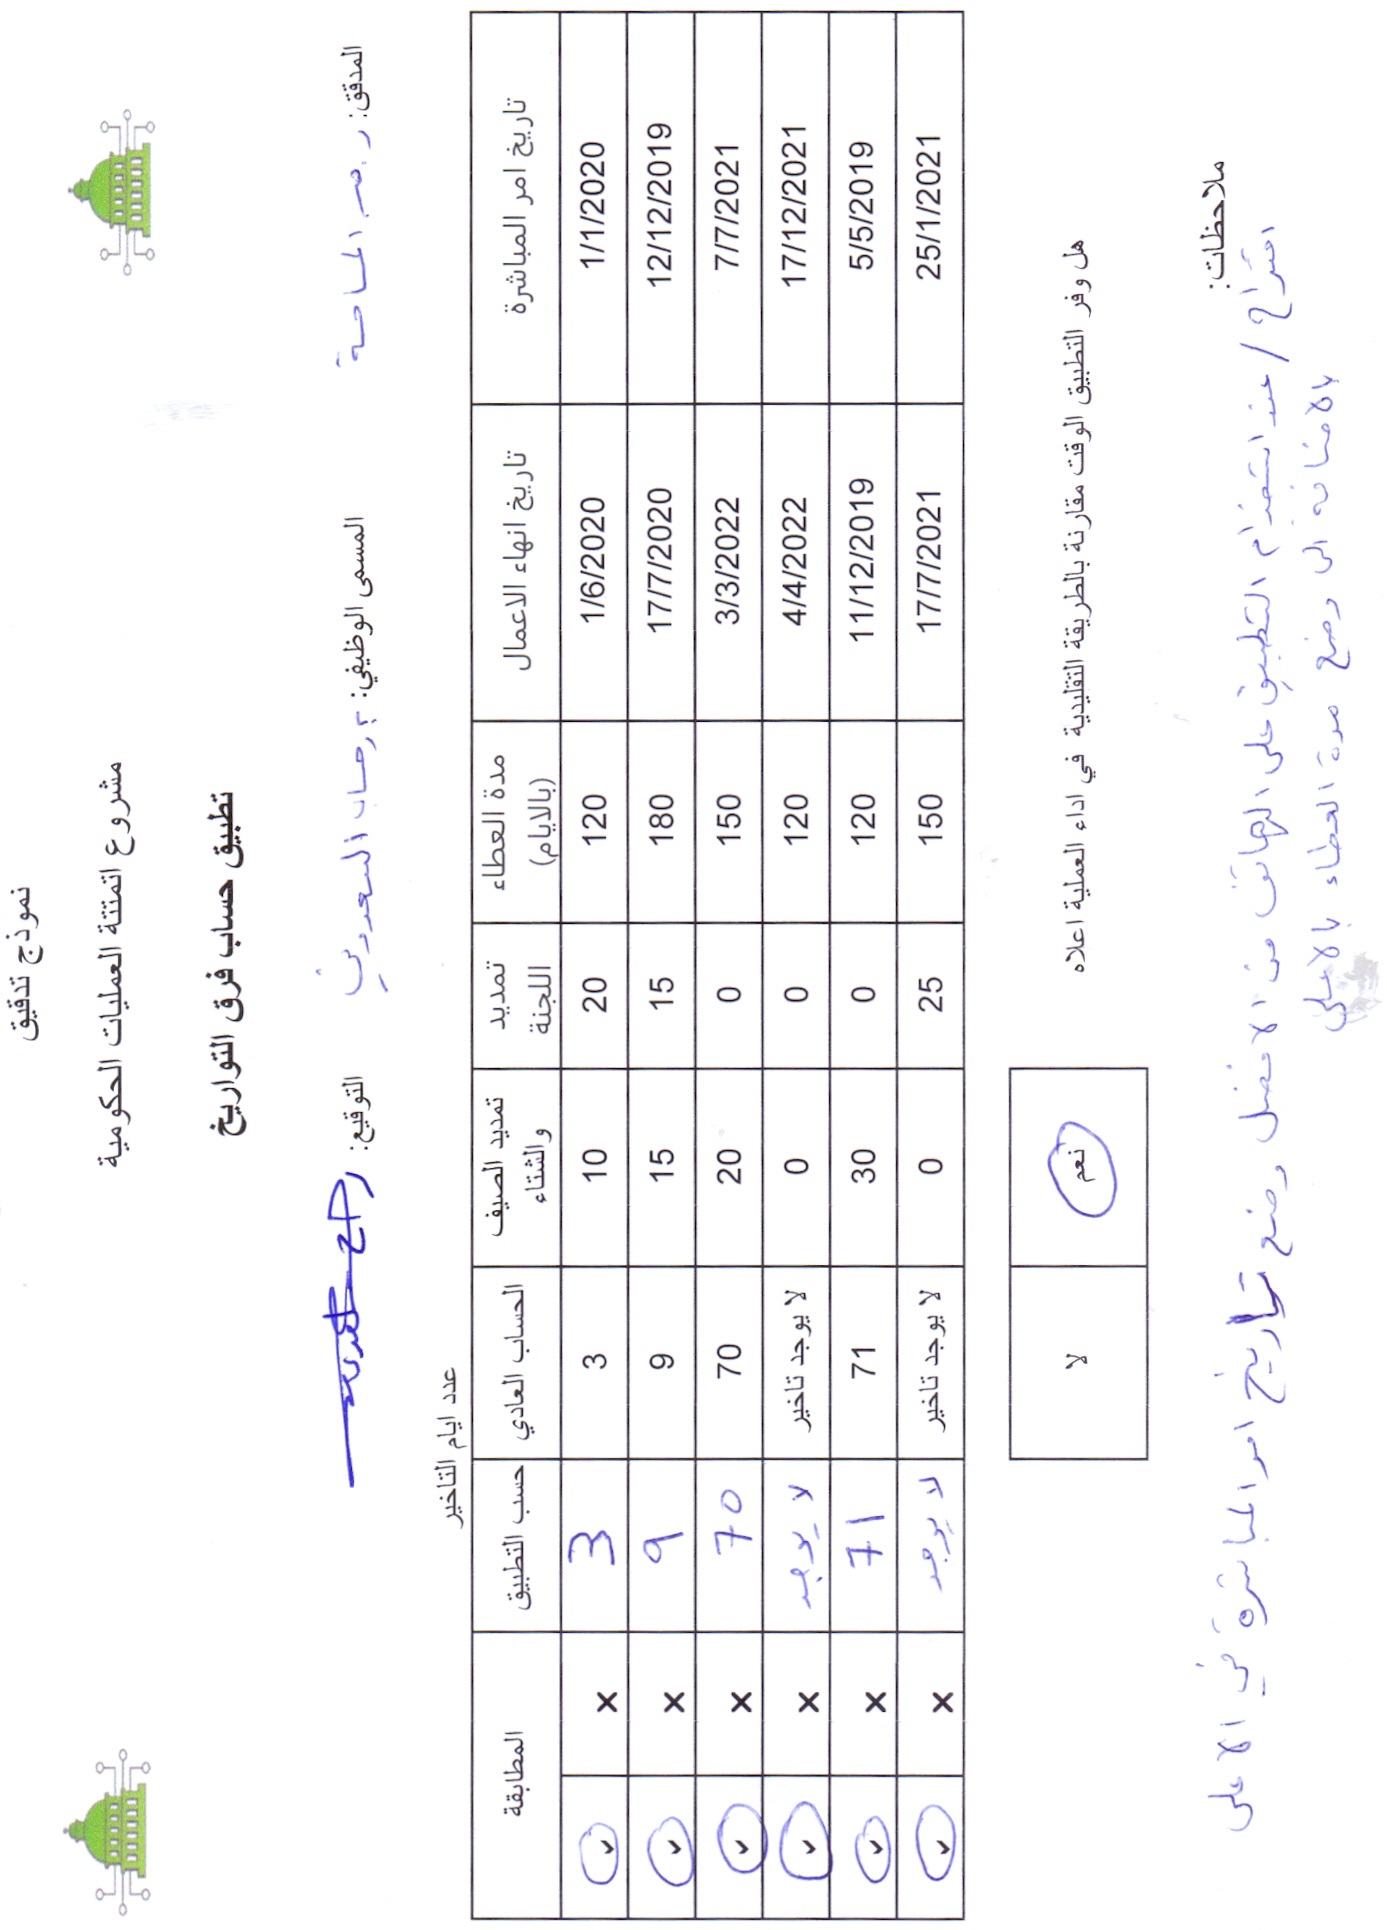 نموذج تدقيق
مشروع اتمتة العمليات الحكومية
تطبيق حساب فرق التواريخ
المدقق: المسمى الوظيفي: التوقيع:
عدد ايام التاخير
تاريخ امر المباشرة تاريخ انهاء الاعمال مدة العطاء (بالايام) تمديد اللجنة تمديد الصيف والشتاء الحساب العادي حسب التطبيق المطابقة
1/1/2020 1/6/2020 120 20 10 3 3 × ✓
12/12/2019 17/7/2020 180 15 15 9 9 × ✓
7/7/2021 3/3/2022 150 0 20 70 70 × ✓
17/12/2021 4/4/2022 120 0 0 لا يوجد تاخير لا يوجد × ✓
5/5/2019 11/12/2019 120 0 30 71 71 × ✓
25/1/2021 17/7/2021 150 25 0 لا يوجد تاخير لا يوجد × ✓
هل وفر التطبيق الوقت مقارنة بالطريقة التقليدية في اداء العملية اعلاه
نعم لا
ملاحظات:
اقتراح / عند استخدام التطبيق على الهاتف من الافضل وضع تاريخ امر المباشرة في الاعلى
بالاضافة الى وضع مدة العطاء بالاعلى